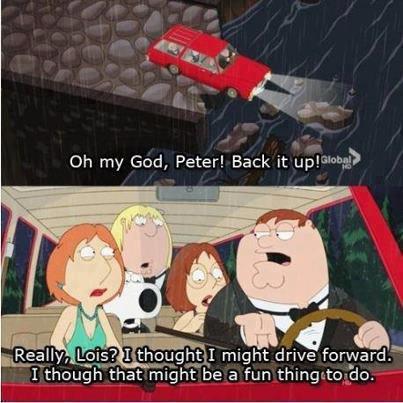 Oh my God, Peter! Back it up!
Global
HD
Really, Lois? I thought I might drive forward.
I though that might be a fun thing to do.